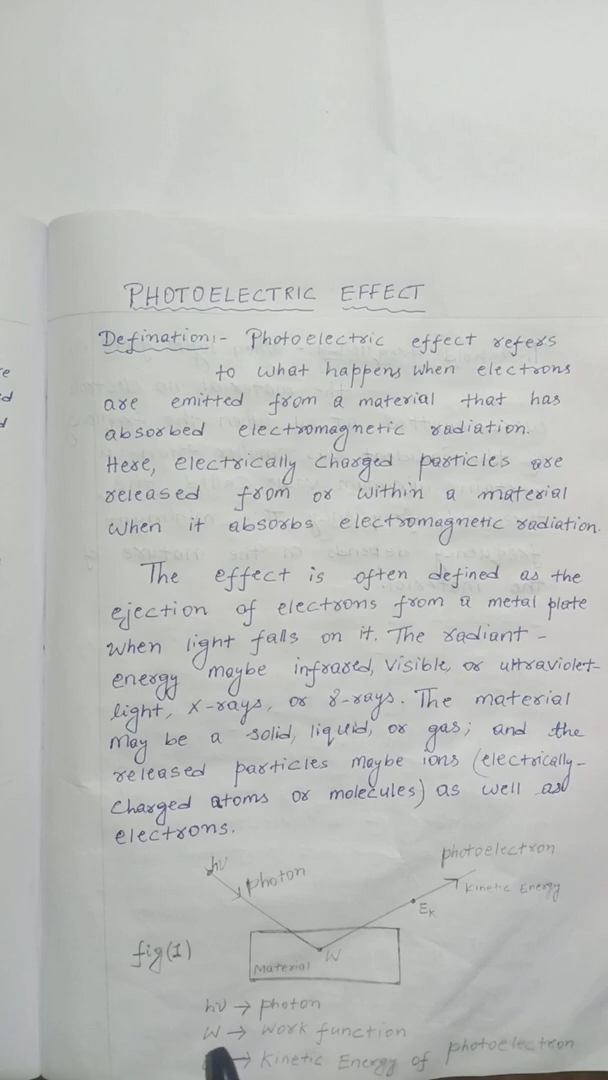 PHOTOELECTRIC EFFECT
Defination:- Photoelectric effect refers
to what happens when electrons
are emitted from a material that has
absorbed electromagnetic radiation.
Here, electrically charged particles are
released from or within a material
when it absorbs electromagnetic radiation.
The effect is often defined as the
ejection of electrons from a metal plate
when light falls on it. The radiant -
energy maybe infrared, visible, or ultraviolet-
light, X-rays, or γ-rays. The material
may be a solid, liquid, or gas; and the
released particles maybe ions (electrically-
charged atoms or molecules) as well as
electrons.
hν
photon
photoelectron
Kinetic Energy
EK
fig(1)
W
Material
hν → photon
W → work function
→ Kinetic Energy of photoelectron